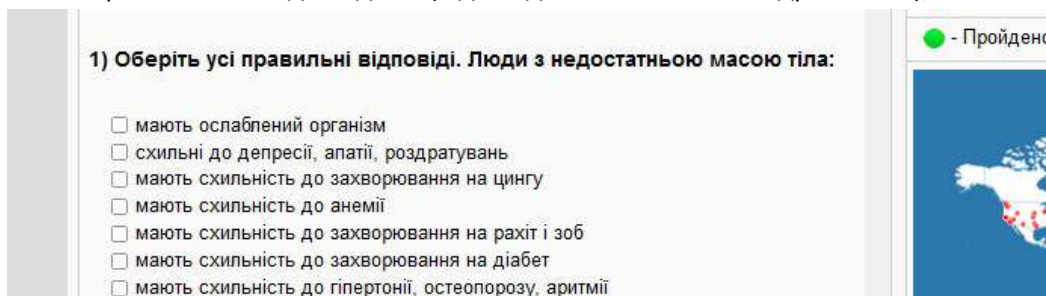 1) Оберіть усі правильні відповіді. Люди з недостатньою масою тіла:
- Пройдено
мають ослаблений організм
схильні до депресії, апатії, роздратувань
мають схильність до захворювання на цингу
мають схильність до анемії
мають схильність до захворювання на рахіт і зоб
мають схильність до захворювання на діабет
мають схильність до гіпертонії, остеопорозу, аритмії